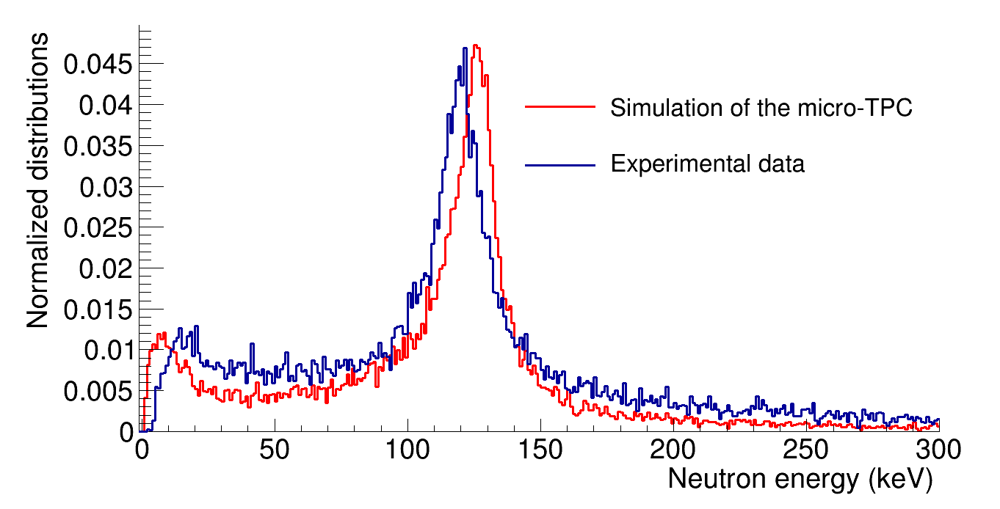 Normalized distributions
0.045
0.04
0.035
0.03
0.025
0.02
0.015
0.01
0.005
0
Simulation of the micro-TPC
Experimental data
0 50 100 150 200 250 300
Neutron energy (keV)